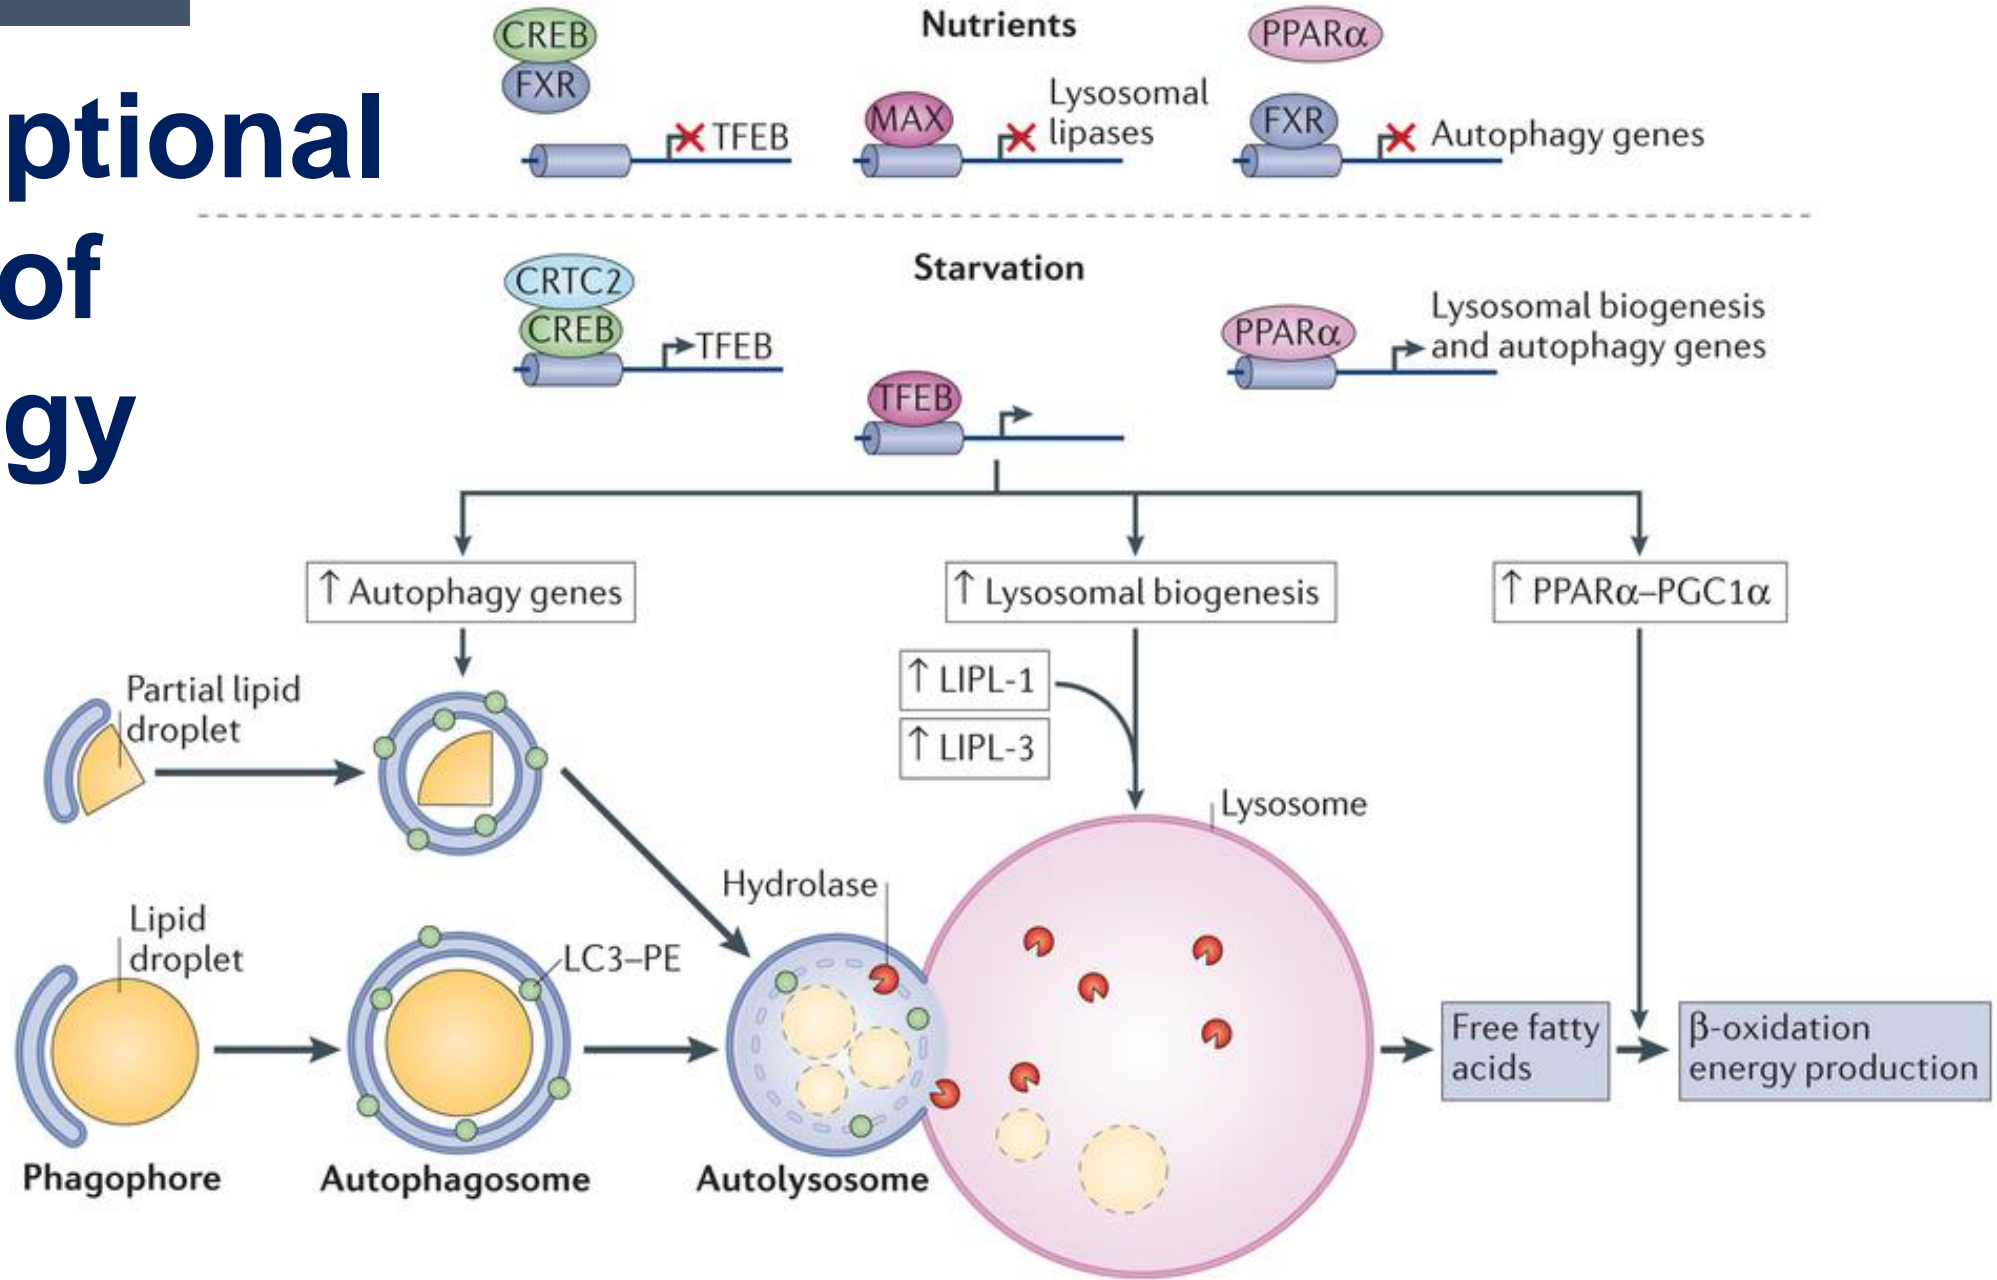 ptional
of
gy
Nutrients
CREB
FXR
TFEB
MAX
Lysosomal
lipases
PPARα
FXR
Autophagy genes
Starvation
CRTC2
CREB
TFEB
TFEB
PPARα
Lysosomal biogenesis
and autophagy genes
↑ Autophagy genes
↑ Lysosomal biogenesis
↑ PPARα–PGC1α
↑ LIPL-1
↑ LIPL-3
Partial lipid
droplet
Lysosome
Hydrolase
Lipid
droplet
LC3–PE
Free fatty
acids
β-oxidation
energy production
Phagophore
Autophagosome
Autolysosome